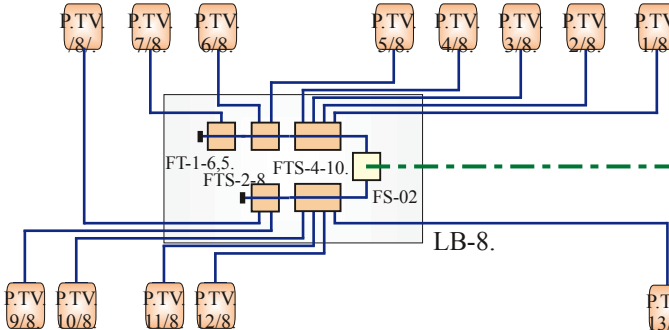 P.TV.
/8/.
P.TV.
7/8.
P.TV.
6/8.
P.TV.
5/8.
P.TV.
4/8.
P.TV.
3/8.
P.TV.
2/8.
P.TV.
1/8
FT-1-6,5.
FTS-4-10.
FTS-2-8
FS-02
LB-8.
P.TV.
9/8.
P.TV.
10/8.
P.TV.
11/8.
P.TV.
12/8.
P.T
13